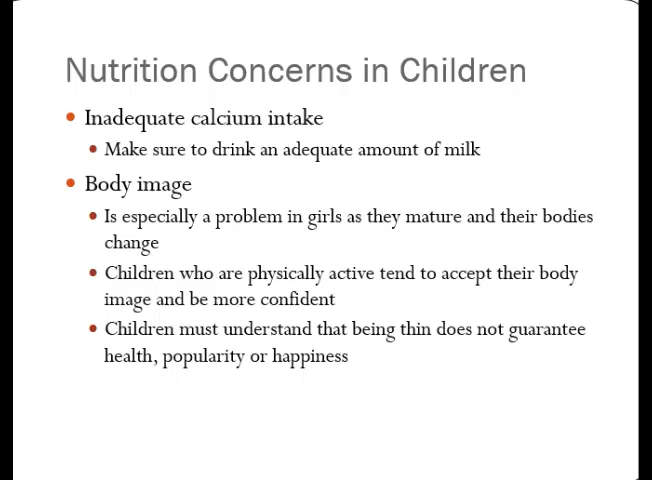 Nutrition Concerns in Children
• Inadequate calcium intake
• Make sure to drink an adequate amount of milk
• Body image
• Is especially a problem in girls as they mature and their bodies
change
• Children who are physically active tend to accept their body
image and be more confident
• Children must understand that being thin does not guarantee
health, popularity or happiness